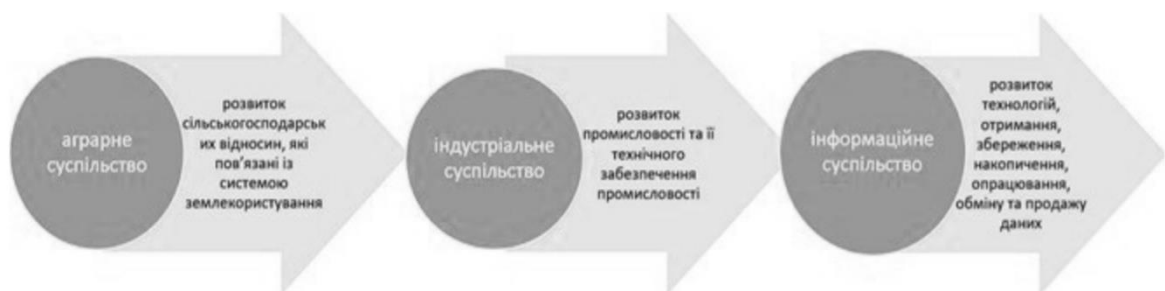 аграрне
суспільство
розвиток
сільськогосподарськ
их відносин, які
пов'язані із
системою
землекористування
індустріальне
суспільство
розвиток
промисловості та її
технічного
забезпечення
промисловості
інформаційне
суспільство
розвиток
технологій,
отримання,
збереження,
накопичення,
опрацювання,
обміну та продажу
даних